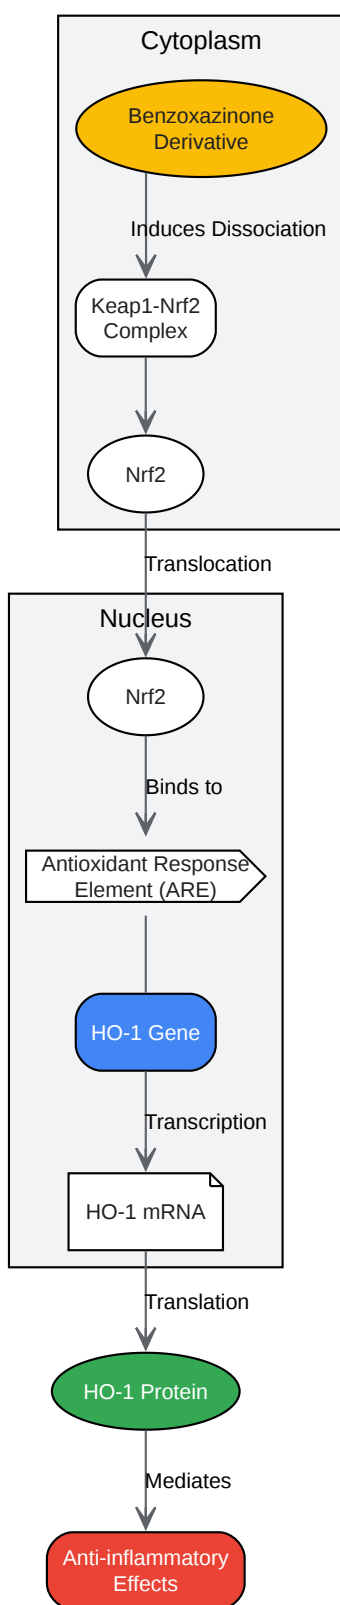 Cytoplasm
Benzoxazinone
Derivative
Induces Dissociation
Keap1-Nrf2
Complex
Nrf2
Translocation
Nucleus
Nrf2
Binds to
Antioxidant Response
Element (ARE)
HO-1 Gene
Transcription
HO-1 mRNA
Translation
HO-1 Protein
Mediates
Anti-inflammatory
Effects